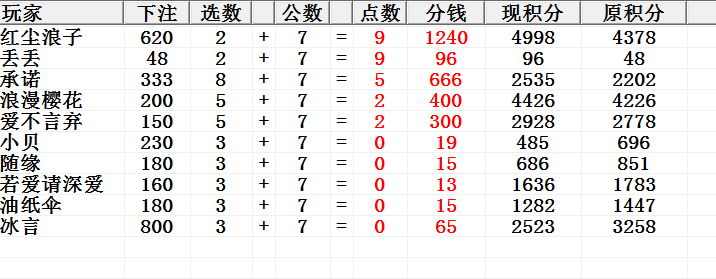 玩家 下注 选数 公数 点数 分钱 现积分 原积分
红尘浪子 620 2 + 7 = 9 1240 4998 4378
丢丢 48 2 + 7 = 9 96 96 48
承诺 333 8 + 7 = 5 666 2535 2202
浪漫樱花 200 5 + 7 = 2 400 4426 4226
爱不言弃 150 5 + 7 = 2 300 2928 2778
小贝 230 3 + 7 = 0 19 485 696
随缘 180 3 + 7 = 0 15 686 851
若爱请深爱 160 3 + 7 = 0 13 1636 1783
油纸伞 180 3 + 7 = 0 15 1282 1447
冰言 800 3 + 7 = 0 65 2523 3258